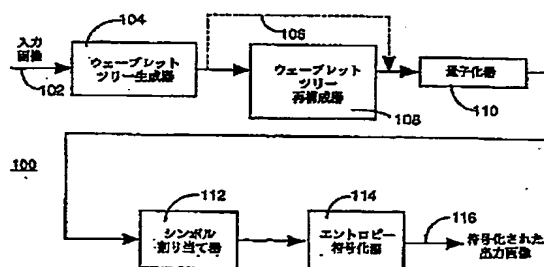 入力
画像
102
104
ウェーブレット
ツリー生成器
106
ウェーブレット
ツリー
再構成器
108
量子化器
110
100
112
シンボル
割り当て器
114
エントロピー
符号化器
116
符号化された
出力画像